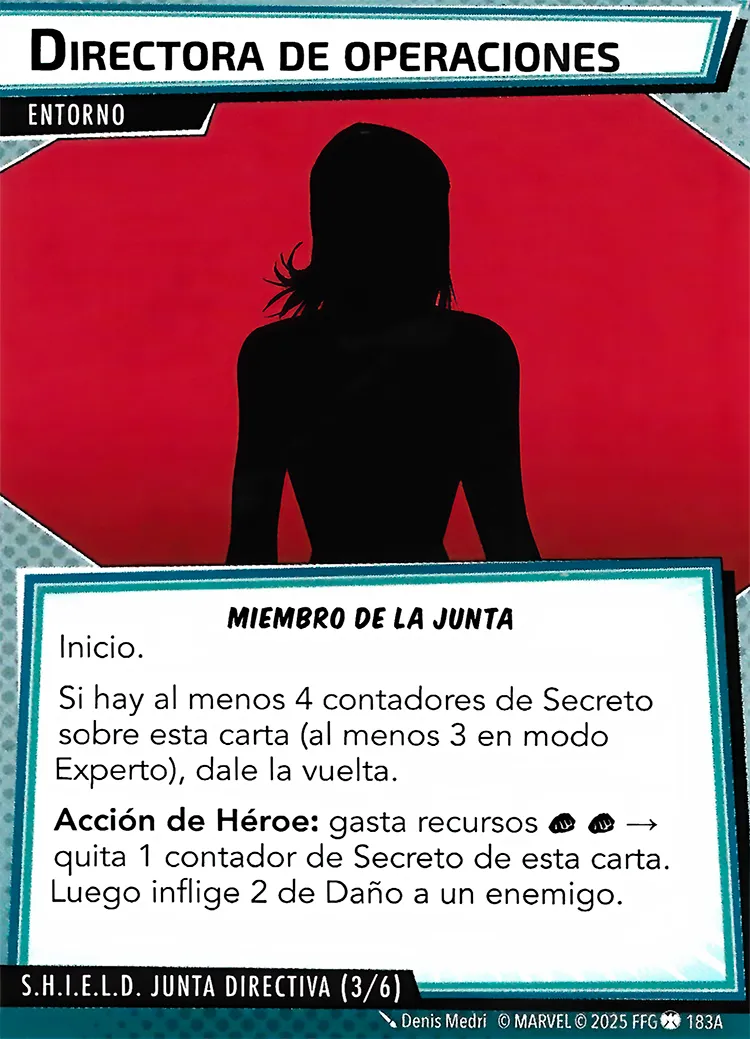 DIRECTORA DE OPERACIONES
ENTORNO
MIEMBRO DE LA JUNTA
Inicio.
Si hay al menos 4 contadores de Secreto
sobre esta carta (al menos 3 en modo
Experto), dale la vuelta.
Acción de Héroe: gasta recursos →
quita 1 contador de Secreto de esta carta.
Luego inflige 2 de Daño a un enemigo.
S.H.I.E.L.D. JUNTA DIRECTIVA (3/6)
Denis Medri © MARVEL © 2025 FFG 183A